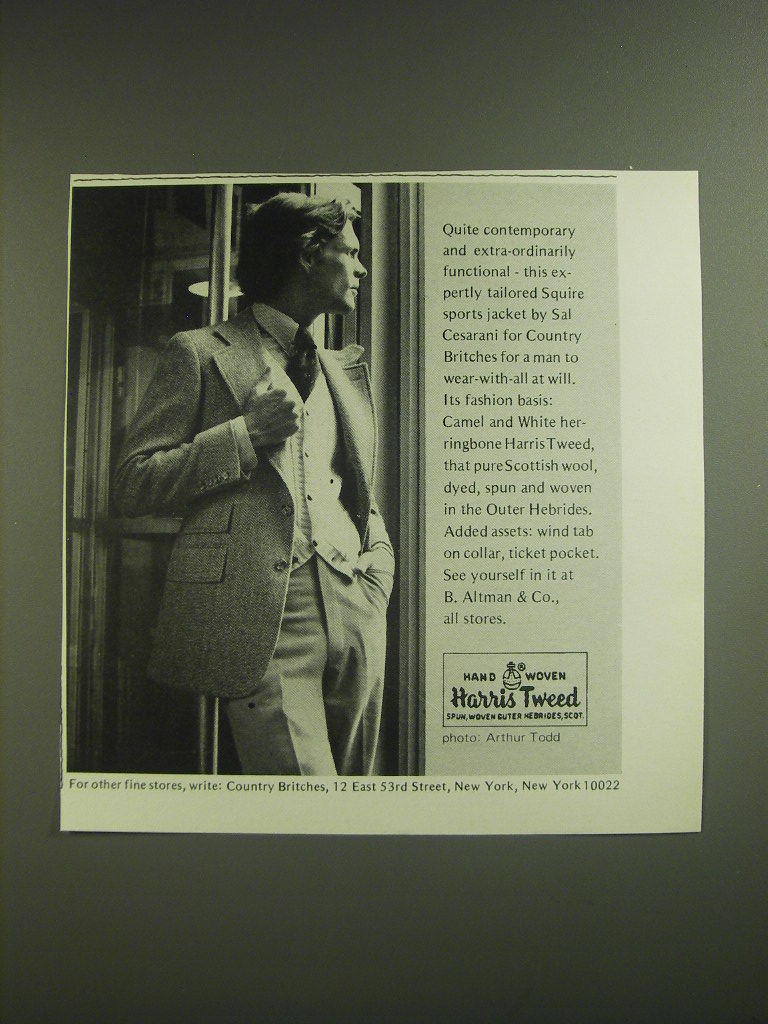 Quite contemporary
and extra-ordinarily
functional - this ex-
pertly tailored Squire
sports jacket by Sal
Cesarani for Country
Britches for a man to
wear-with-all at will.
Its fashion basis:
Camel and White her-
ringbone Harris Tweed,
that pure Scottish wool,
dyed, spun and woven
in the Outer Hebrides.
Added assets: wind tab
on collar, ticket pocket.
See yourself in it at
B. Altman & Co.,
all stores.
HAND ® WOVEN
Harris Tweed
SPUN, WOVEN OUTER HEBRIDES, SCOT.
photo: Arthur Todd
For other fine stores, write: Country Britches, 12 East 53rd Street, New York, New York 10022